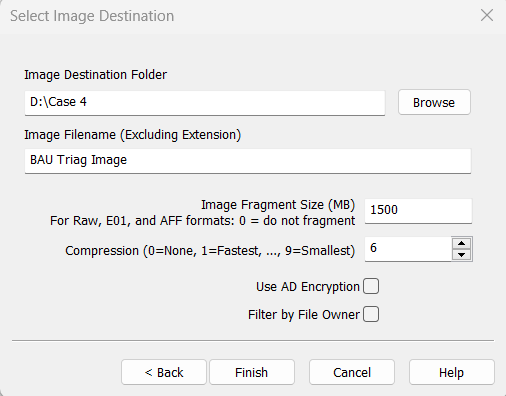 Select Image Destination
Image Destination Folder
D:\Case 4
Browse
Image Filename (Excluding Extension)
BAU Triag Image
Image Fragment Size (MB)
1500
For Raw, E01, and AFF formats: 0 = do not fragment
Compression (0=None, 1=Fastest, ..., 9=Smallest)
6
Use AD Encryption
Filter by File Owner
< Back
Finish
Cancel
Help